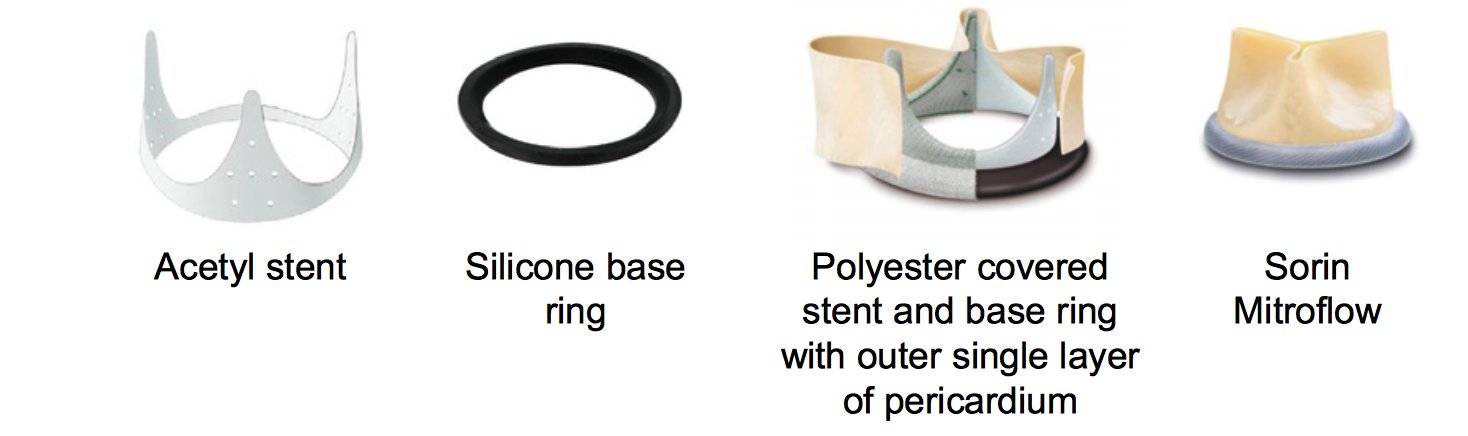 Acetyl stent
Silicone base
ring
Polyester covered
stent and base ring
with outer single layer
of pericardium
Sorin
Mitroflow